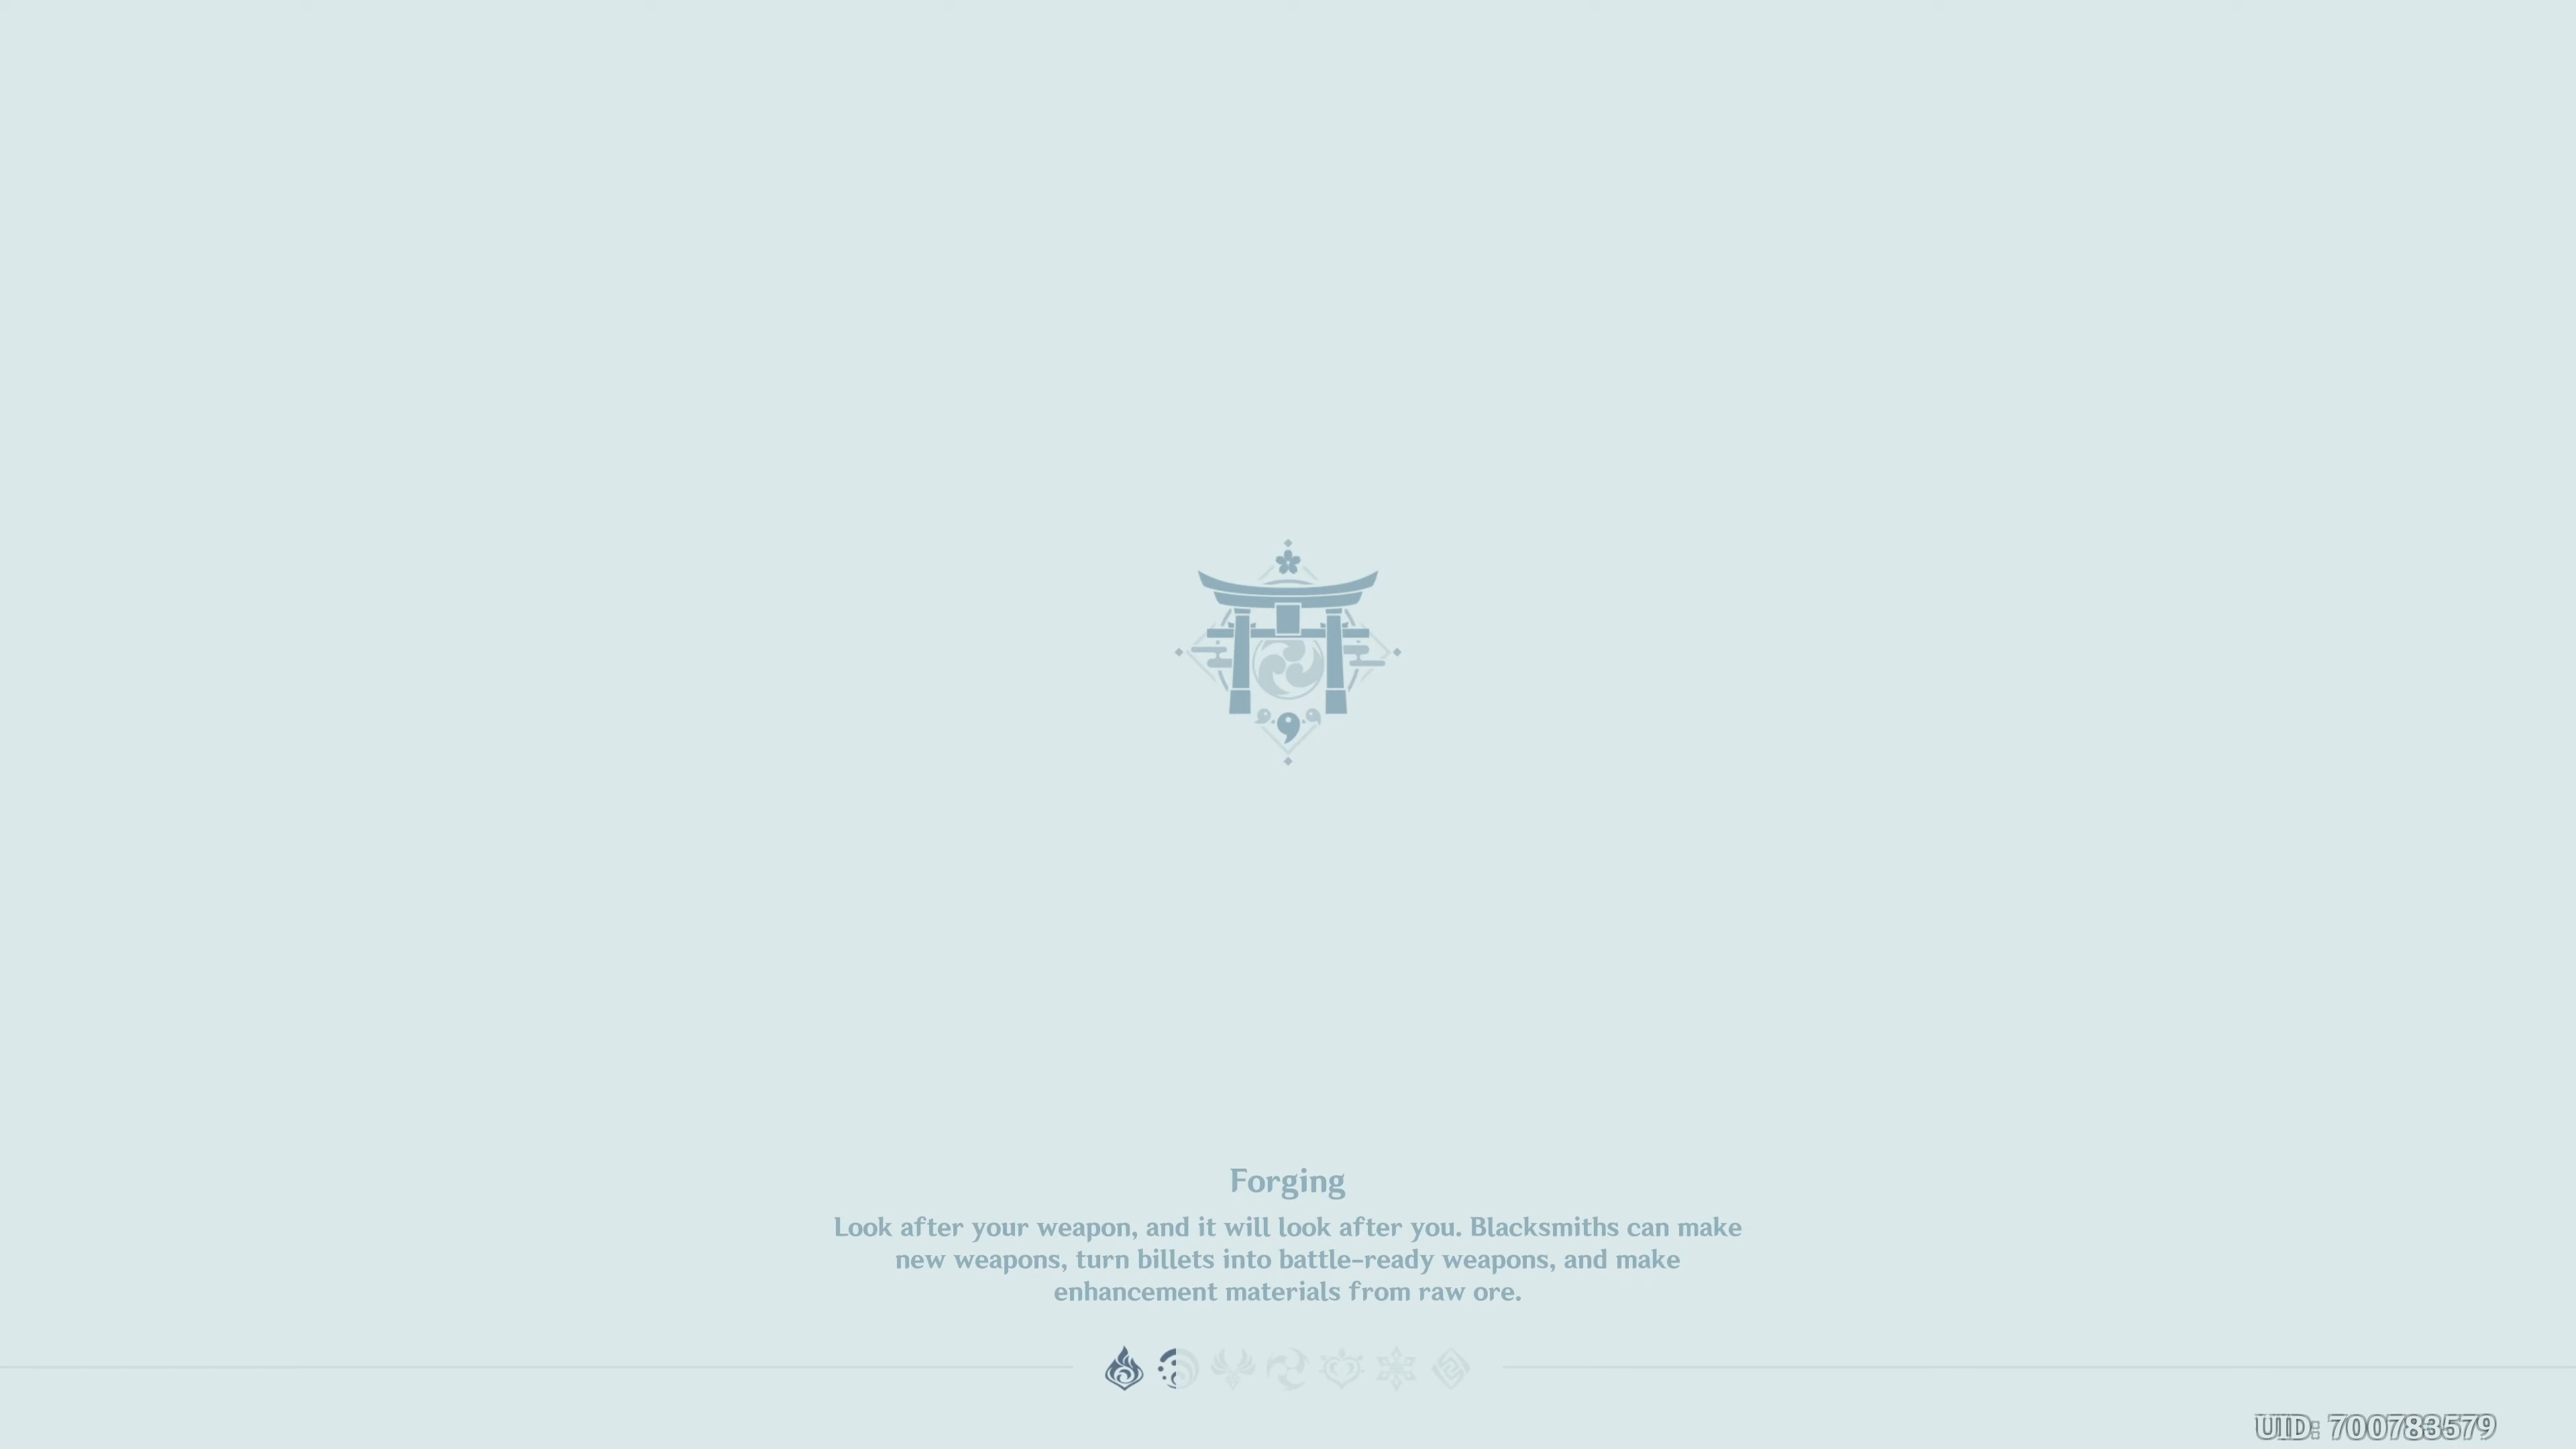 Forging
Look after your weapon, and it will look after you. Blacksmiths can make
new weapons, turn billets into battle-ready weapons, and make
enhancement materials from raw ore.
UID: 700783579